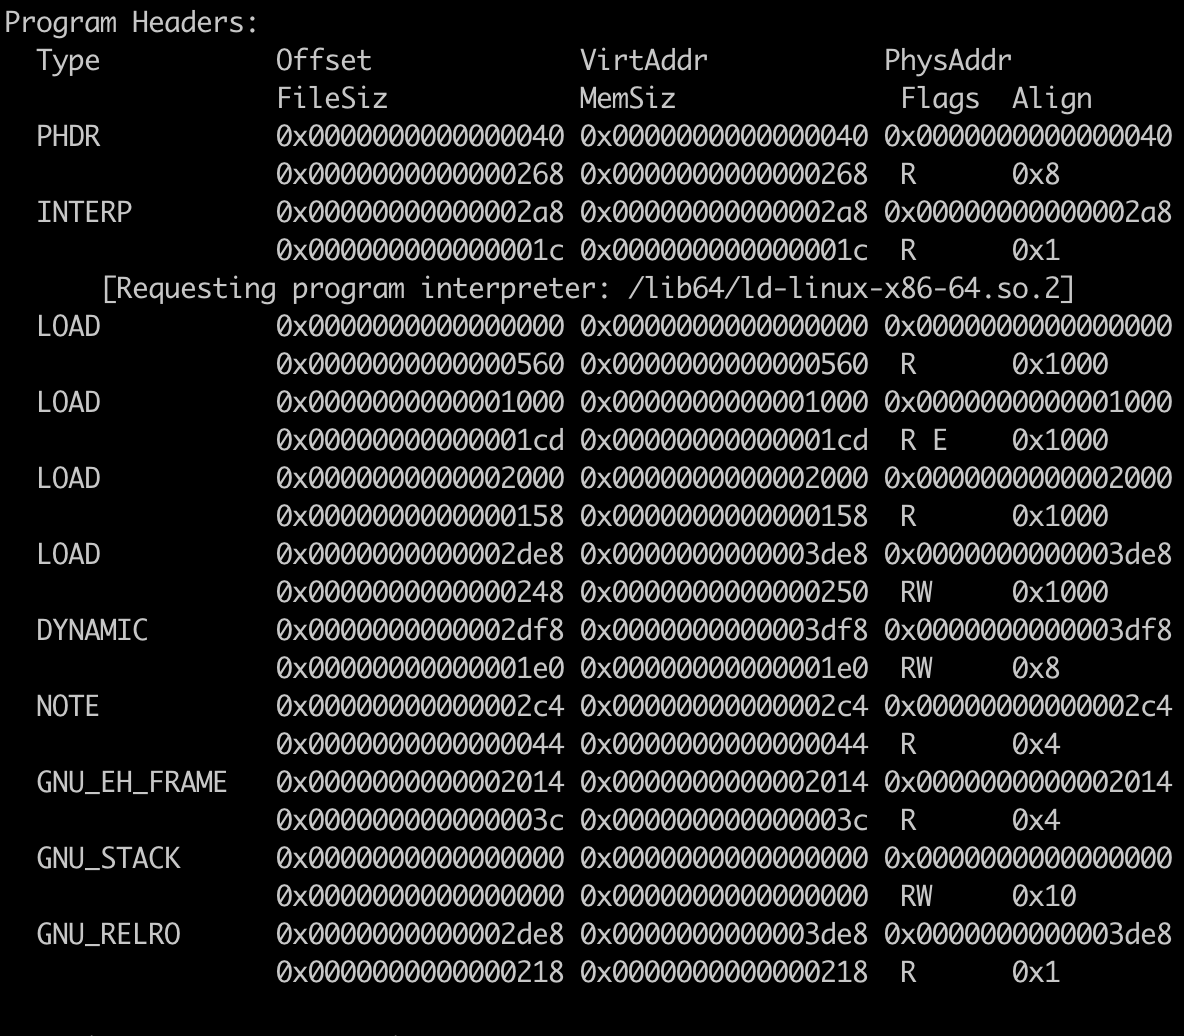 Program Headers:
  Type           Offset             VirtAddr           PhysAddr
                 FileSiz            MemSiz              Flags  Align
  PHDR           0x0000000000000040 0x0000000000000040 0x0000000000000040
                 0x0000000000000268 0x0000000000000268  R      0x8
  INTERP         0x00000000000002a8 0x00000000000002a8 0x00000000000002a8
                 0x000000000000001c 0x000000000000001c  R      0x1
      [Requesting program interpreter: /lib64/ld-linux-x86-64.so.2]
  LOAD           0x0000000000000000 0x0000000000000000 0x0000000000000000
                 0x0000000000000560 0x0000000000000560  R      0x1000
  LOAD           0x0000000000001000 0x0000000000001000 0x0000000000001000
                 0x00000000000001cd 0x00000000000001cd  R E    0x1000
  LOAD           0x0000000000002000 0x0000000000002000 0x0000000000002000
                 0x0000000000000158 0x0000000000000158  R      0x1000
  LOAD           0x0000000000002de8 0x0000000000003de8 0x0000000000003de8
                 0x0000000000000248 0x0000000000000250  RW     0x1000
  DYNAMIC        0x0000000000002df8 0x0000000000003df8 0x0000000000003df8
                 0x00000000000001e0 0x00000000000001e0  RW     0x8
  NOTE           0x00000000000002c4 0x00000000000002c4 0x00000000000002c4
                 0x0000000000000044 0x0000000000000044  R      0x4
  GNU_EH_FRAME   0x0000000000002014 0x0000000000002014 0x0000000000002014
                 0x000000000000003c 0x000000000000003c  R      0x4
  GNU_STACK      0x0000000000000000 0x0000000000000000 0x0000000000000000
                 0x0000000000000000 0x0000000000000000  RW     0x10
  GNU_RELRO      0x0000000000002de8 0x0000000000003de8 0x0000000000003de8
                 0x0000000000000218 0x0000000000000218  R      0x1